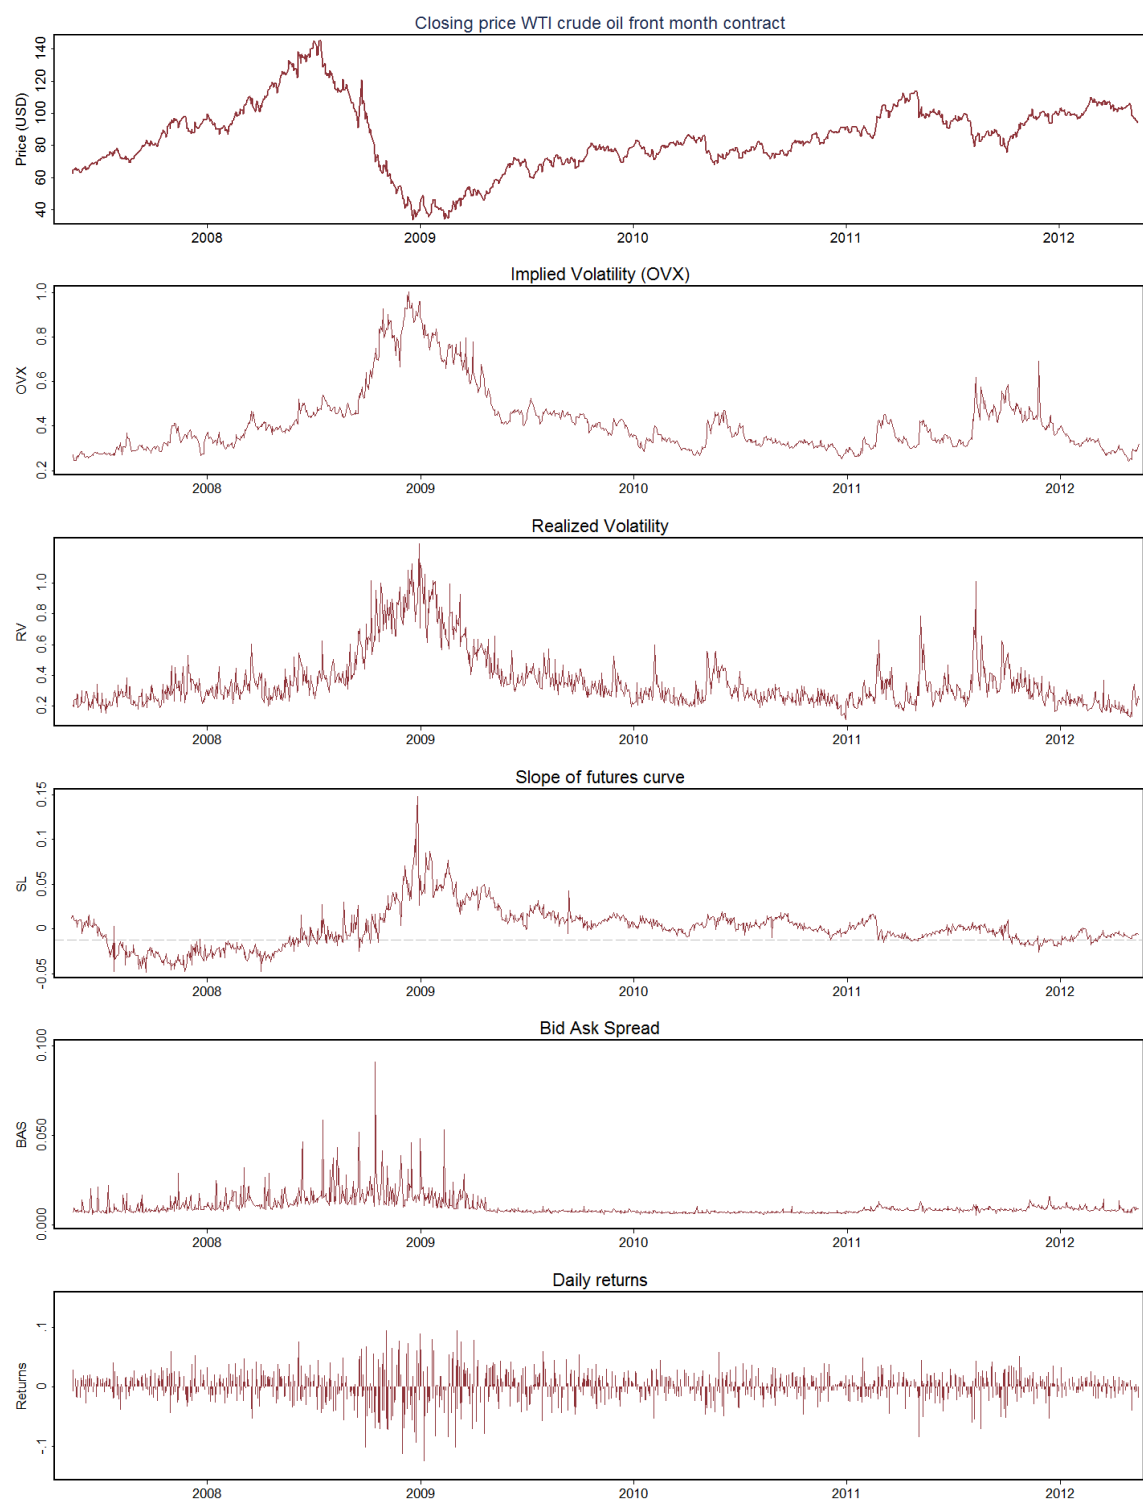 Closing price WTI crude oil front month contract
Price (USD)
140
120
100
80
60
40
2008 2009 2010 2011 2012
Implied Volatility (OVX)
OVX
1.0
0.8
0.6
0.4
0.2
2008 2009 2010 2011 2012
Realized Volatility
RV
1.0
0.8
0.6
0.4
0.2
2008 2009 2010 2011 2012
Slope of futures curve
SL
0.15
0.1
0.05
0
-0.05
2008 2009 2010 2011 2012
Bid Ask Spread
BAS
0.100
0.050
0.000
2008 2009 2010 2011 2012
Daily returns
Returns
.1
0
-.1
2008 2009 2010 2011 2012